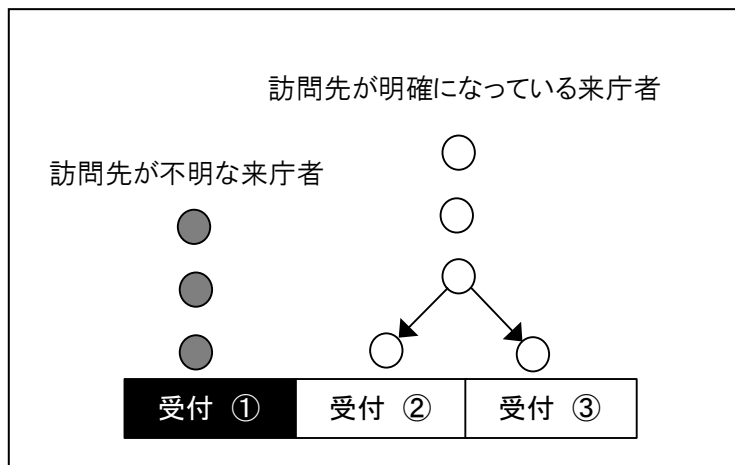 訪問先が明確になっている来庁者
訪問先が不明な来庁者
受付 ①
受付 ②
受付 ③